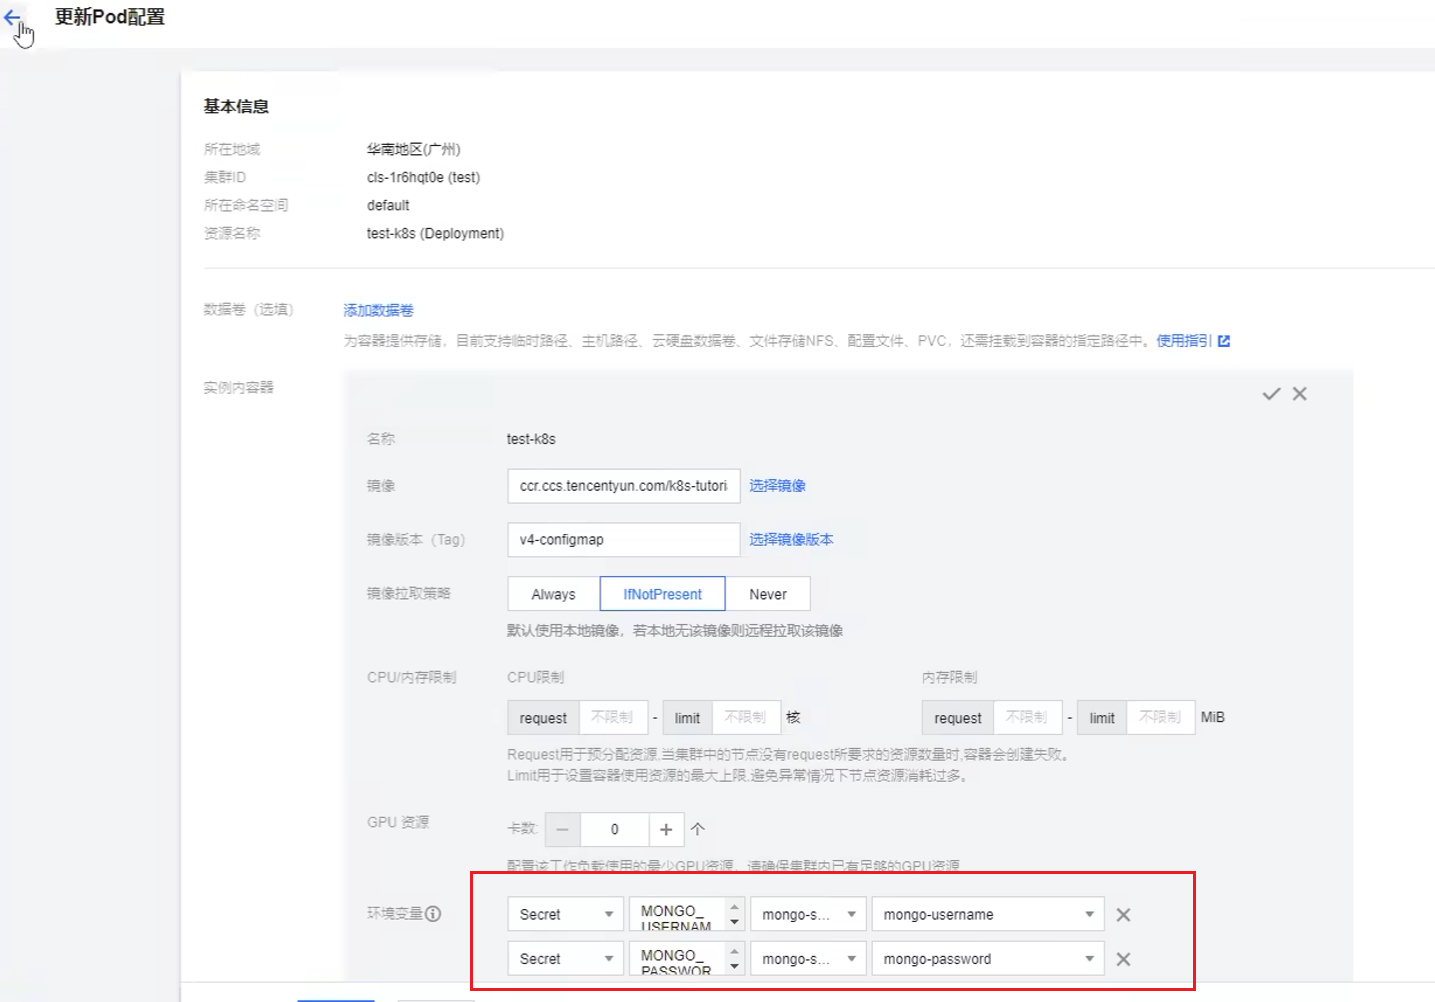 更新Pod配置
基本信息
所在地域 华南地区(广州)
集群ID cls-1r6hqt0e (test)
所在命名空间 default
资源名称 test-k8s (Deployment)
数据卷（选填） 添加数据卷
为容器提供存储，目前支持临时路径、主机路径、云硬盘数据卷、文件存储NFS、配置文件、PVC，还需挂载到容器的指定路径中。使用指引
实例内容器
名称 test-k8s
镜像 ccr.ccs.tencentyun.com/k8s-tutori 选择镜像
镜像版本（Tag） v4-configmap 选择镜像版本
镜像拉取策略 Always IfNotPresent Never
默认使用本地镜像，若本地无该镜像则远程拉取该镜像
CPU/内存限制 CPU限制 内存限制
request 不限制 - limit 不限制 核 request 不限制 - limit 不限制 MiB
Request用于预分配资源,当集群中的节点没有request所要求的资源数量时,容器会创建失败。
Limit用于设置容器使用资源的最大上限,避免异常情况下节点资源消耗过多。
GPU 资源 卡数: - 0 + 个
配置该工作负载使用的最少GPU资源，请确保集群内已有足够的GPU资源
环境变量 Secret MONGO_USERNAM mongo-s... mongo-username
Secret MONGO_PASSWOR mongo-s... mongo-password